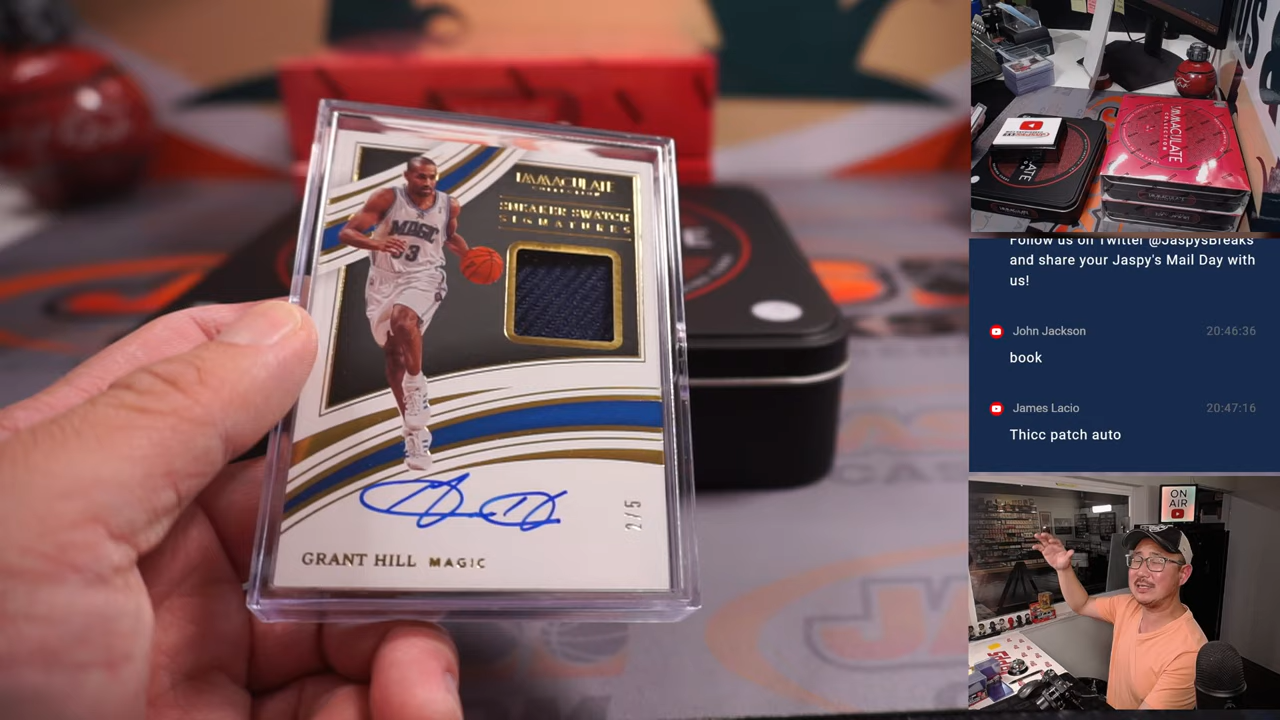 IMMACULATE
COLLECTION
SNEAKER SWATCH
SIGNATURES
MAGIC
33
2/5
GRANT HILL MAGIC
IMMACULATE
COLLECTION
Follow us on Twitter @JaspysBreaks
and share your Jaspy's Mail Day with
us!
John Jackson 20:46:36
book
James Lacio 20:47:16
Thicc patch auto
ON
AIR